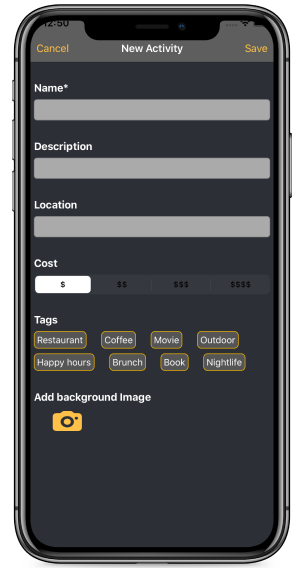 12:50
Cancel New Activity Save
Name*
Description
Location
Cost
$ $$ $$$ $$$$
Tags
Restaurant Coffee Movie Outdoor
Happy hours Brunch Book Nightlife
Add background Image